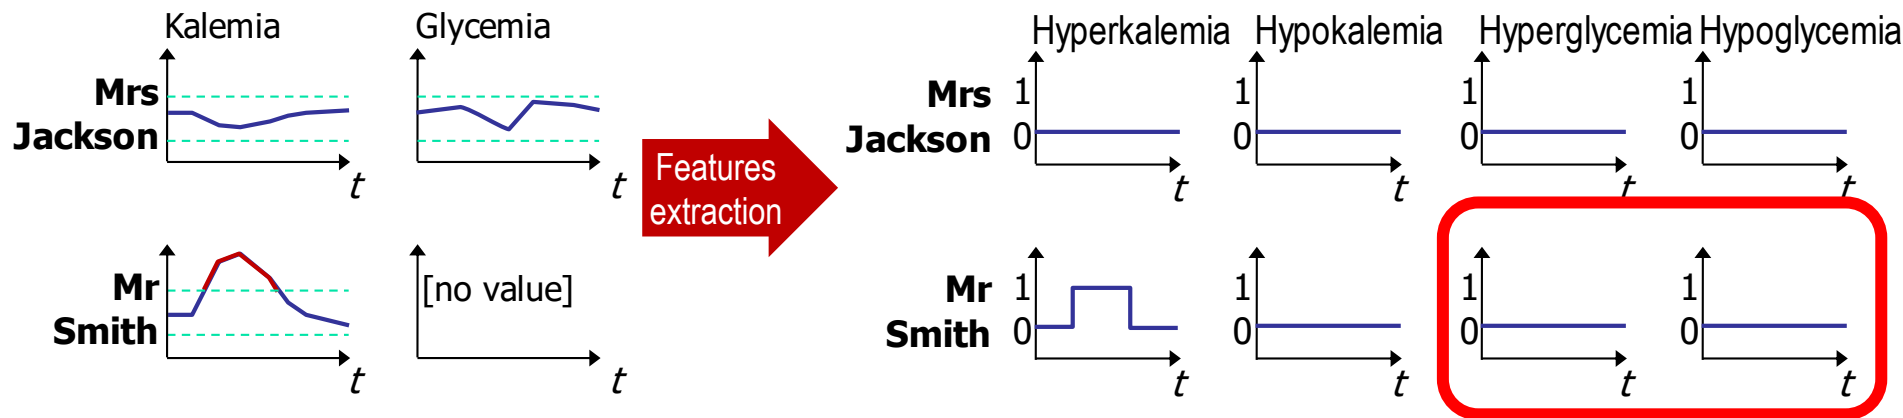 Kalemia
Glycemia
Mrs
Jackson
t
t
Mr
Smith
[no value]
t
t
Features
extraction
Hyperkalemia
Hypokalemia
Hyperglycemia
Hypoglycemia
Mrs
Jackson
1
0
t
1
0
t
1
0
t
1
0
t
Mr
Smith
1
0
t
1
0
t
1
0
t
1
0
t